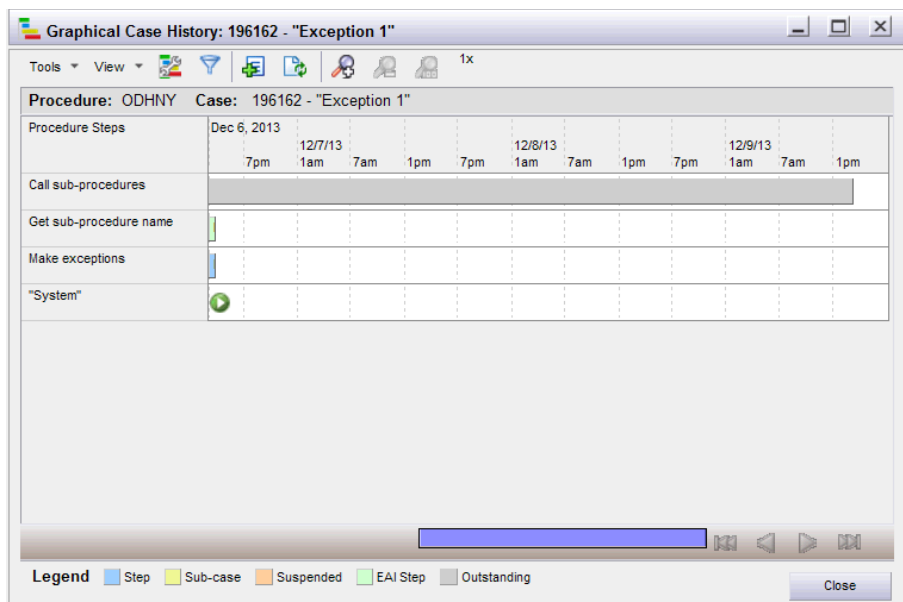 Graphical Case History: 196162 - "Exception 1"
Tools View 1x
Procedure: ODHNY Case: 196162 - "Exception 1"
Procedure Steps Dec 6, 2013
12/7/13 12/8/13 12/9/13
7pm 1am 7am 1pm 7pm 1am 7am 1pm 7pm 1am 7am 1pm
Call sub-procedures
Get sub-procedure name
Make exceptions
"System"
Legend Step Sub-case Suspended EAI Step Outstanding
Close